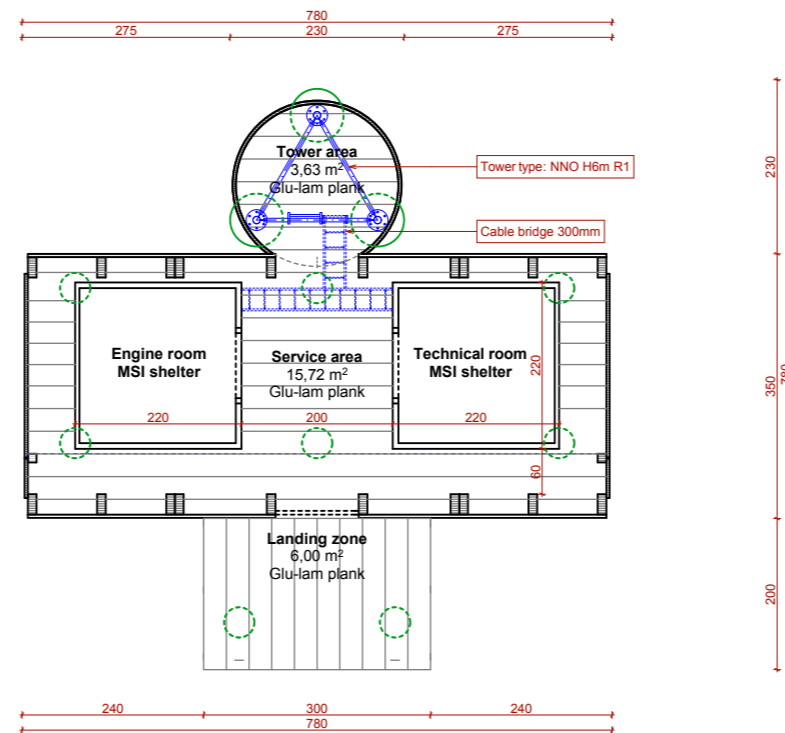 780
275 230 275
Tower area
3,63 m²
Glu-lam plank
Tower type: NNO H6m R1
230
Cable bridge 300mm
Engine room
MSI shelter
Service area
15,72 m²
Glu-lam plank
Technical room
MSI shelter
220
350
780
220 200 220
60
Landing zone
6,00 m²
Glu-lam plank
200
240 300 240
780